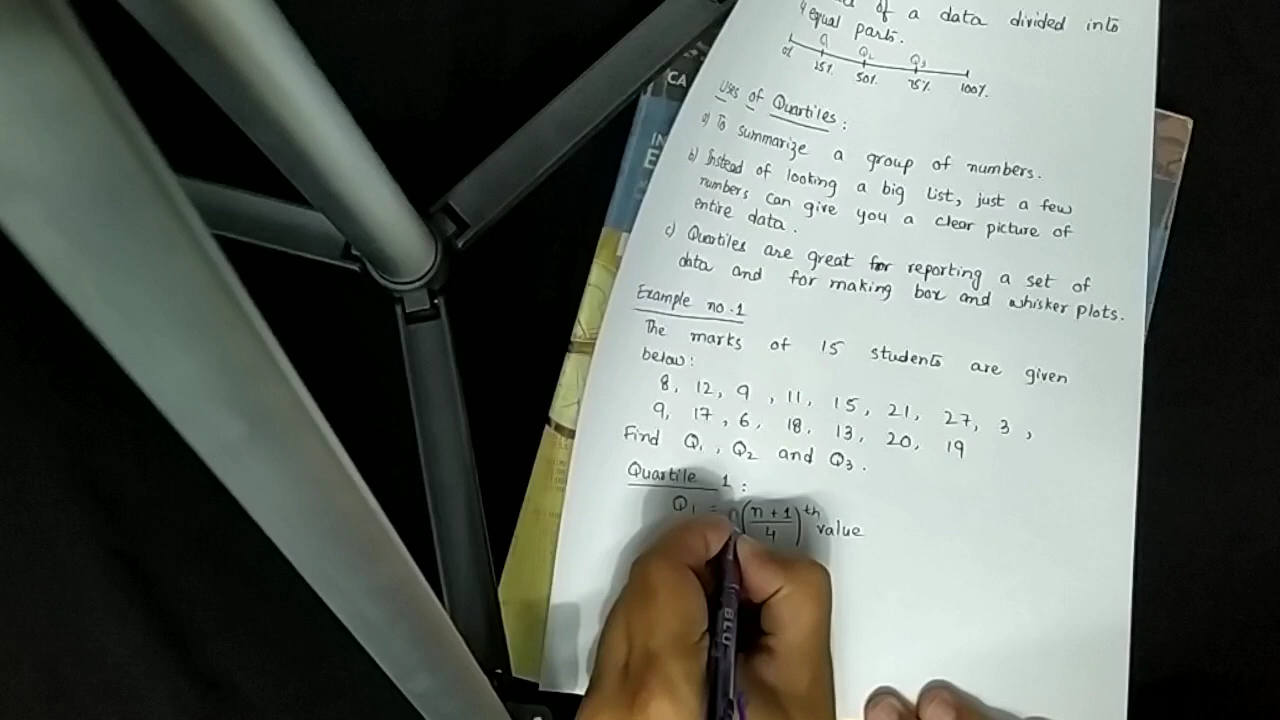 of a data divided into
4 equal parts.
Q Q2 Q3
0% 25% 50% 75% 100%.
Uses of Quartiles:
a) To summarize a group of numbers.
b) Instead of looking a big list, just a few
numbers can give you a clear picture of
entire data.
c) Quartiles are great for reporting a set of
data and for making box and whisker plots.
Example no.1
The marks of 15 students are given
below:
8, 12, 9, 11, 15, 21, 27, 3,
9, 17, 6, 18, 13, 20, 19
Find Q1, Q2 and Q3.
Quartile 1:
Q1 = (n+1/4)th value
CA
IN
E
BLU